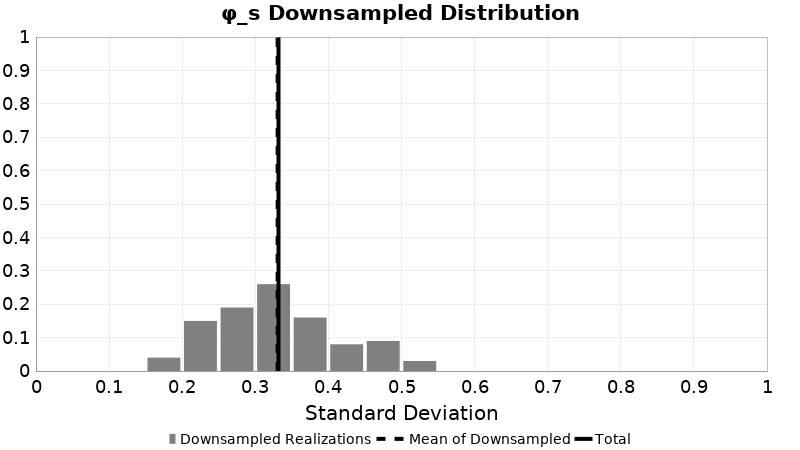 φ_s Downsampled Distribution
1
0.9
0.8
0.7
0.6
0.5
0.4
0.3
0.2
0.1
0
0 0.1 0.2 0.3 0.4 0.5 0.6 0.7 0.8 0.9 1
Standard Deviation
Downsampled Realizations Mean of Downsampled Total